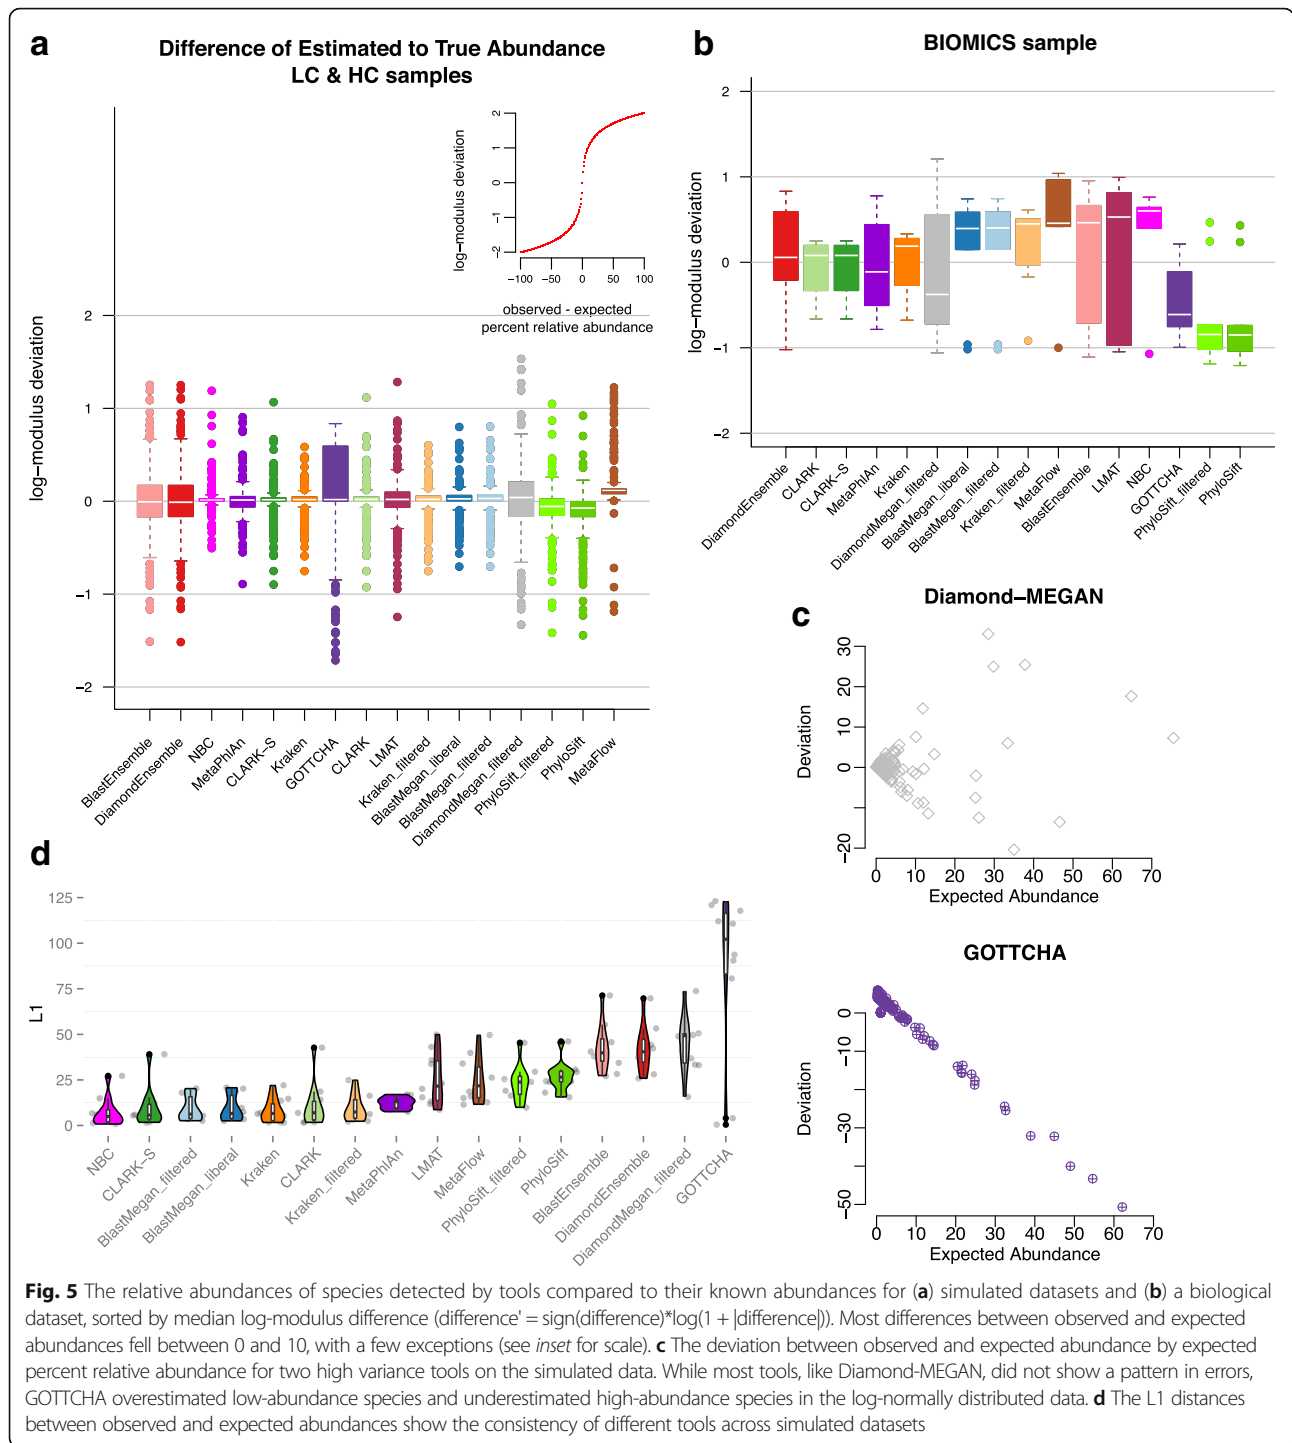 a
Difference of Estimated to True Abundance
LC & HC samples
log−modulus deviation
2
1
0
−1
−2
log−modulus deviation
2
1
0
−1
−2
−100
−50
0
50
100
observed - expected
percent relative abundance
BlastEnsemble
DiamondEnsemble
NBC
MetaPhlAn
CLARK−S
Kraken
GOTTCHA
CLARK
LMAT
Kraken_filtered
BlastMegan_liberal
BlastMegan_filtered
DiamondMegan_filtered
PhyloSift_filtered
PhyloSift
MetaFlow
b
BIOMICS sample
log−modulus deviation
2
1
0
−1
−2
DiamondEnsemble
CLARK
CLARK−S
MetaPhlAn
Kraken
DiamondMegan_filtered
BlastMegan_liberal
BlastMegan_filtered
Kraken_filtered
MetaFlow
BlastEnsemble
LMAT
NBC
GOTTCHA
PhyloSift_filtered
PhyloSift
c
Diamond−MEGAN
Deviation
30
20
10
0
−20
0
10
20
30
40
50
60
70
Expected Abundance
GOTTCHA
Deviation
0
−10
−30
−50
0
10
20
30
40
50
60
70
Expected Abundance
d
L1
125
100
75
50
25
0
NBC
CLARK−S
BlastMegan_filtered
BlastMegan_liberal
Kraken
CLARK
Kraken_filtered
MetaPhlAn
LMAT
MetaFlow
PhyloSift_filtered
PhyloSift
BlastEnsemble
DiamondEnsemble
DiamondMegan_filtered
GOTTCHA
Fig. 5 The relative abundances of species detected by tools compared to their known abundances for (a) simulated datasets and (b) a biological
dataset, sorted by median log-modulus difference (difference' = sign(difference)*log(1 + |difference|)). Most differences between observed and expected
abundances fell between 0 and 10, with a few exceptions (see inset for scale). c The deviation between observed and expected abundance by expected
percent relative abundance for two high variance tools on the simulated data. While most tools, like Diamond-MEGAN, did not show a pattern in errors,
GOTTCHA overestimated low-abundance species and underestimated high-abundance species in the log-normally distributed data. d The L1 distances
between observed and expected abundances show the consistency of different tools across simulated datasets